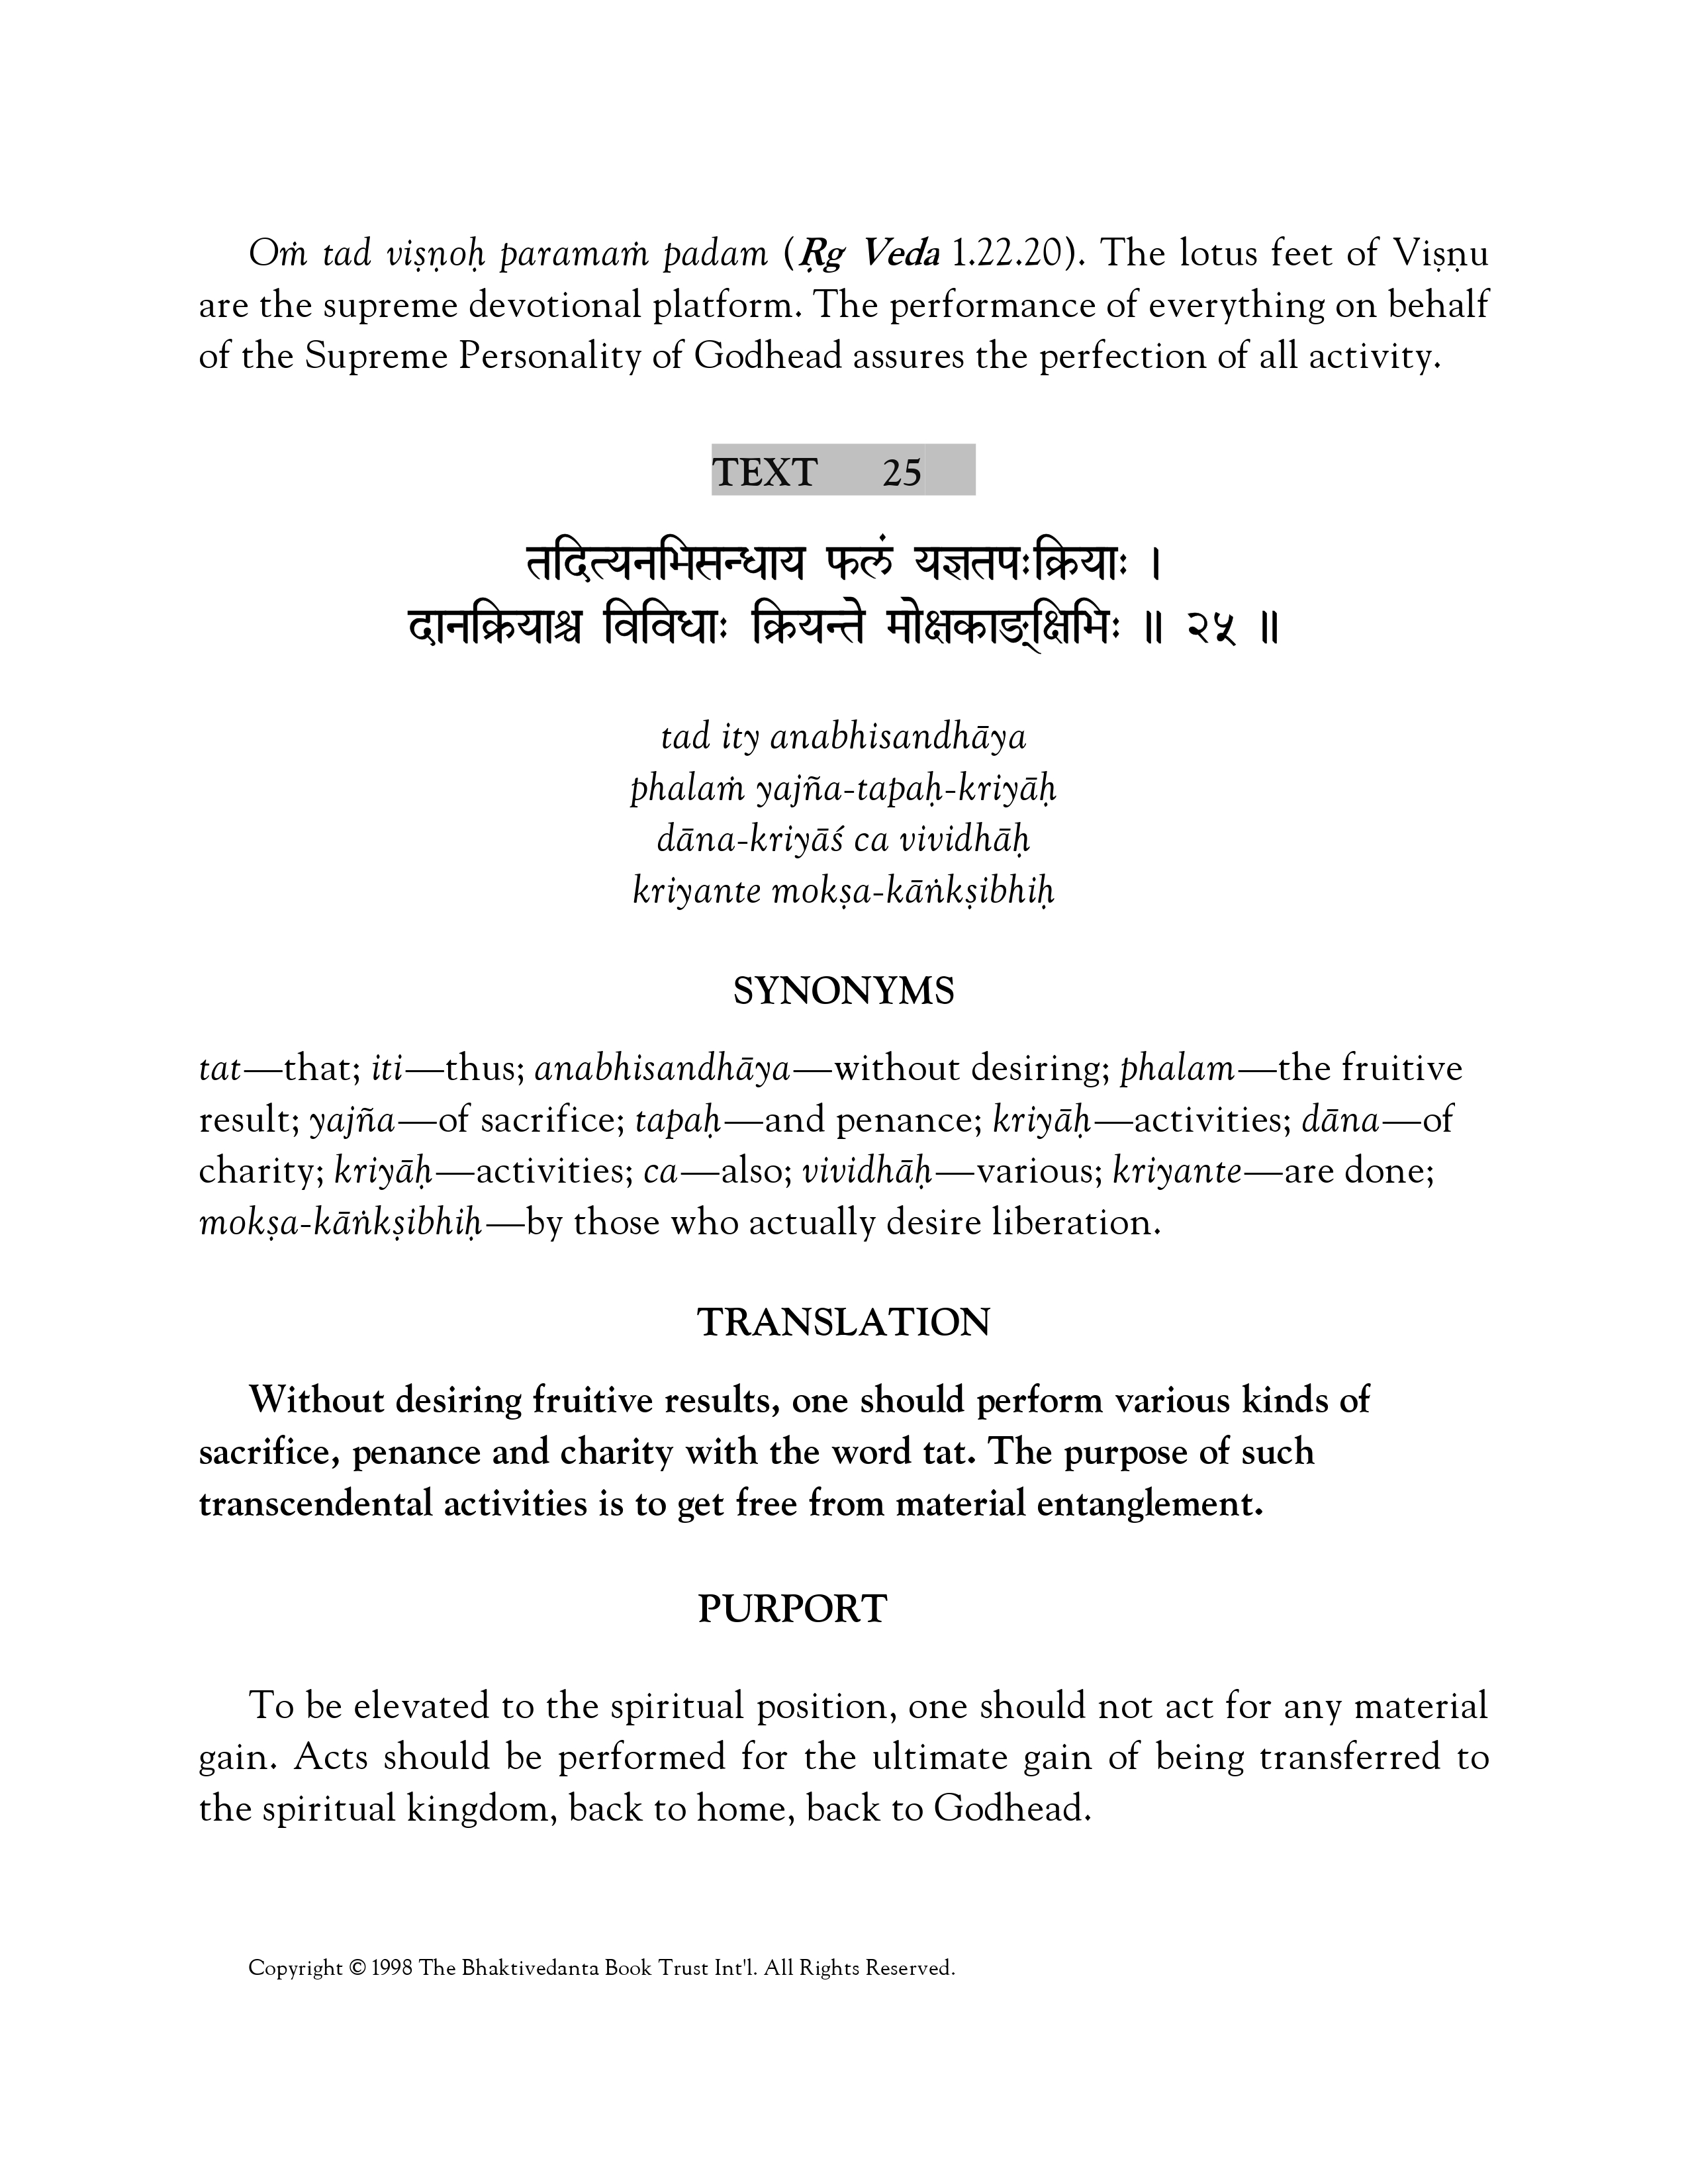 Oṁ tad viṣṇoḥ paramaṁ padam (Ṛg Veda 1.22.20). The lotus feet of Viṣṇu
are the supreme devotional platform. The performance of everything on behalf
of the Supreme Personality of Godhead assures the perfection of all activity.
TEXT 25
तदित्यनभिसन्धाय फलं यज्ञतपःक्रियाः ।
दानक्रियाश्च विविधाः क्रियन्ते मोक्षकाङ्क्षिभिः ॥ २५ ॥
tad ity anabhisandhāya
phalaṁ yajña-tapaḥ-kriyāḥ
dāna-kriyāś ca vividhāḥ
kriyante mokṣa-kāṅkṣibhiḥ
SYNONYMS
tat—that; iti—thus; anabhisandhāya—without desiring; phalam—the fruitive
result; yajña—of sacrifice; tapaḥ—and penance; kriyāḥ—activities; dāna—of
charity; kriyāḥ—activities; ca—also; vividhāḥ—various; kriyante—are done;
mokṣa-kāṅkṣibhiḥ—by those who actually desire liberation.
TRANSLATION
Without desiring fruitive results, one should perform various kinds of
sacrifice, penance and charity with the word tat. The purpose of such
transcendental activities is to get free from material entanglement.
PURPORT
To be elevated to the spiritual position, one should not act for any material
gain. Acts should be performed for the ultimate gain of being transferred to
the spiritual kingdom, back to home, back to Godhead.
Copyright © 1998 The Bhaktivedanta Book Trust Int'l. All Rights Reserved.